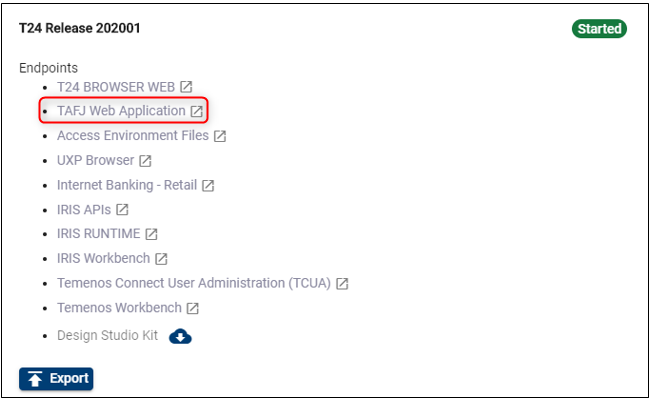 T24 Release 202001
Started
Endpoints
T24 BROWSER WEB
TAFJ Web Application
Access Environment Files
UXP Browser
Internet Banking - Retail
IRIS APIs
IRIS RUNTIME
IRIS Workbench
Temenos Connect User Administration (TCUA)
Temenos Workbench
Design Studio Kit
Export